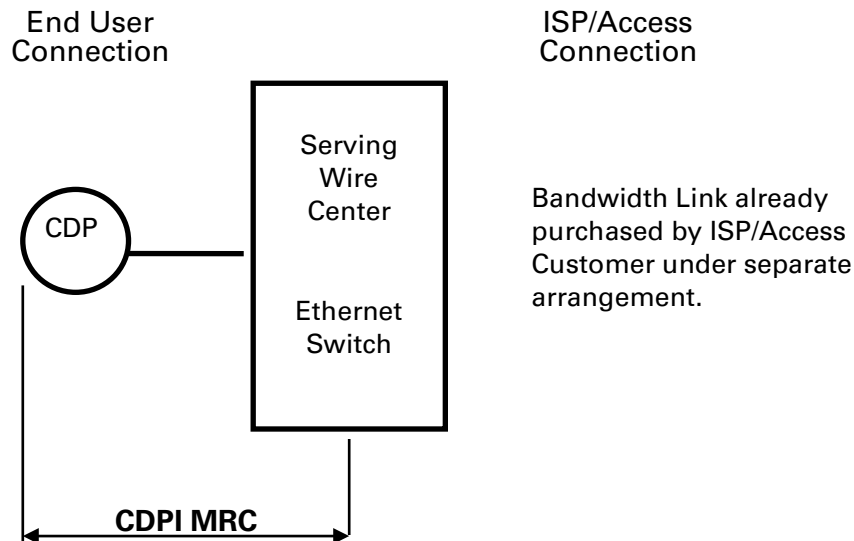 End User
Connection
ISP/Access
Connection
Serving
Wire
Center
CDP
Ethernet
Switch
Bandwidth Link already
purchased by ISP/Access
Customer under separate
arrangement.
CDPI MRC